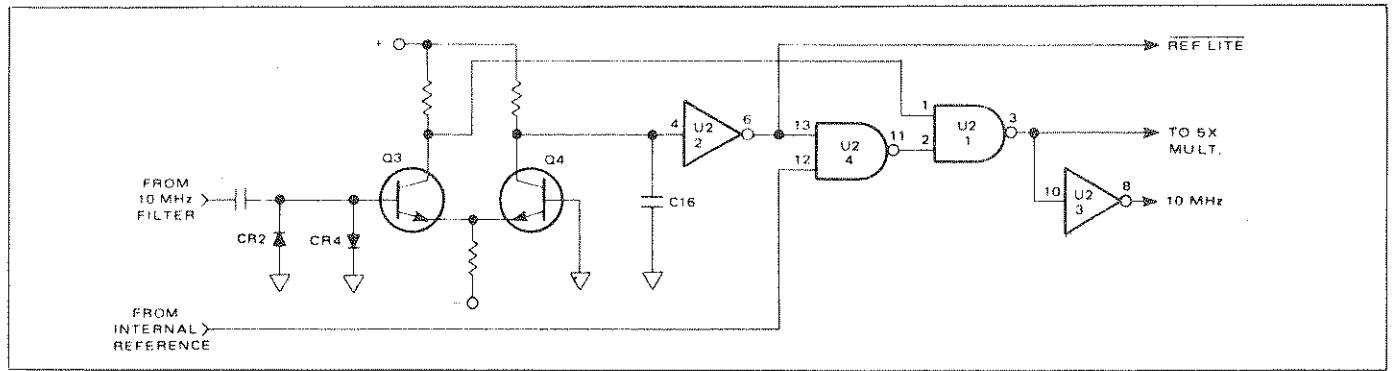 +
REF LITE
Q3
Q4
4
U2
2
6
13
12
U2
4
11
1
2
U2
1
3
TO 5X
MULT.
10
U2
3
8
10 MHz
FROM
10 MHz
FILTER
CR2
CR4
C16
−
FROM
INTERNAL
REFERENCE